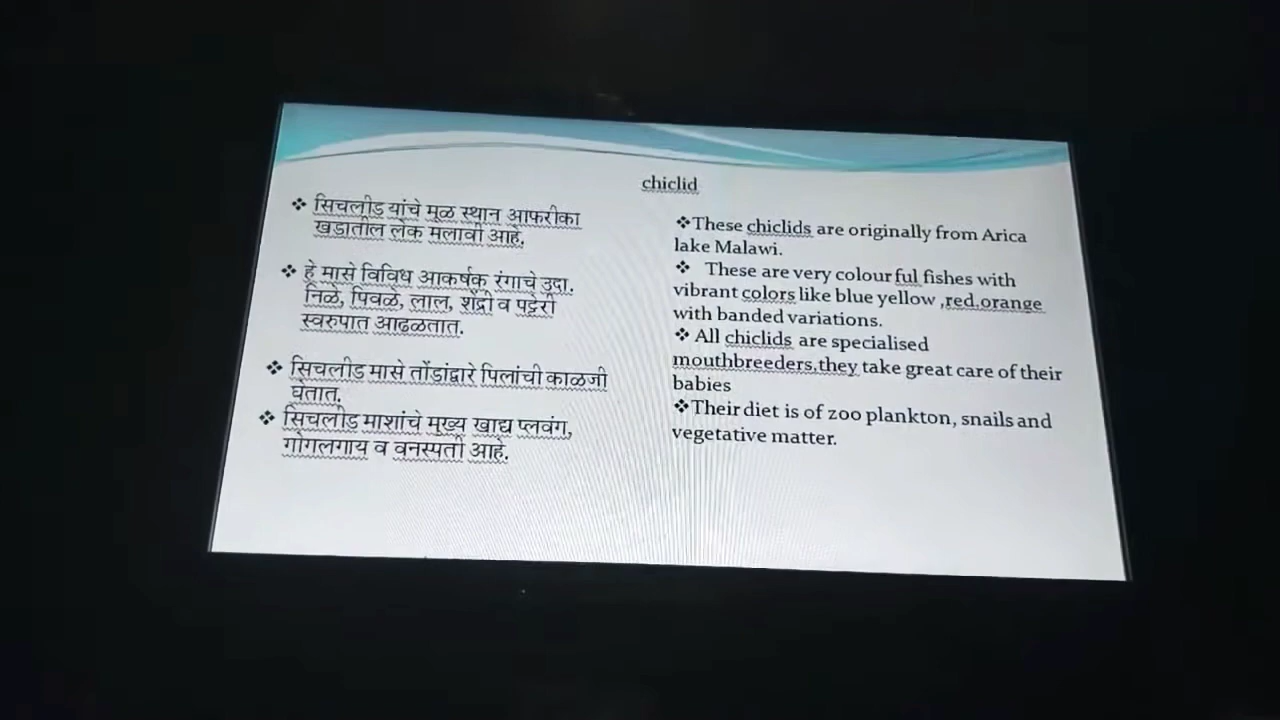 chiclid
❖ सिचलीड यांचे मूळ स्थान आफरीका
खडातील लेक मलावी आहे.
❖ हे मासे विविध आकर्षक रंगाचे उदा.
निळे, पिवळे, लाल, शेंद्री व पट्टेरी
स्वरुपात आढळतात.
❖ सिचलीड मासे तोंडांद्वारे पिलांची काळजी
घेतात.
❖ सिचलीड माशांचे मुख्य खाद्य प्लवंग,
गोगलगाय व वनस्पती आहे.
❖These chiclids are originally from Arica
lake Malawi.
❖ These are very colour ful fishes with
vibrant colors like blue yellow ,red,orange
with banded variations.
❖All chiclids are specialised
mouthbreeders,they take great care of their
babies
❖Their diet is of zoo plankton, snails and
vegetative matter.